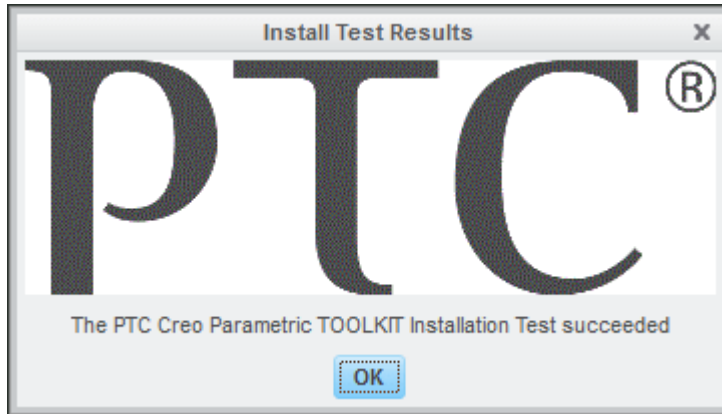 Install Test Results
PTC®
The PTC Creo Parametric TOOLKIT Installation Test succeeded
OK